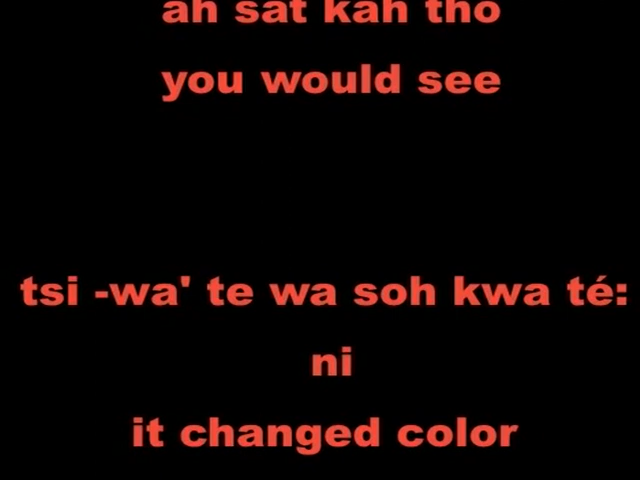 ah sat kah tho
you would see
tsi -wa' te wa soh kwa té:
ni
it changed color